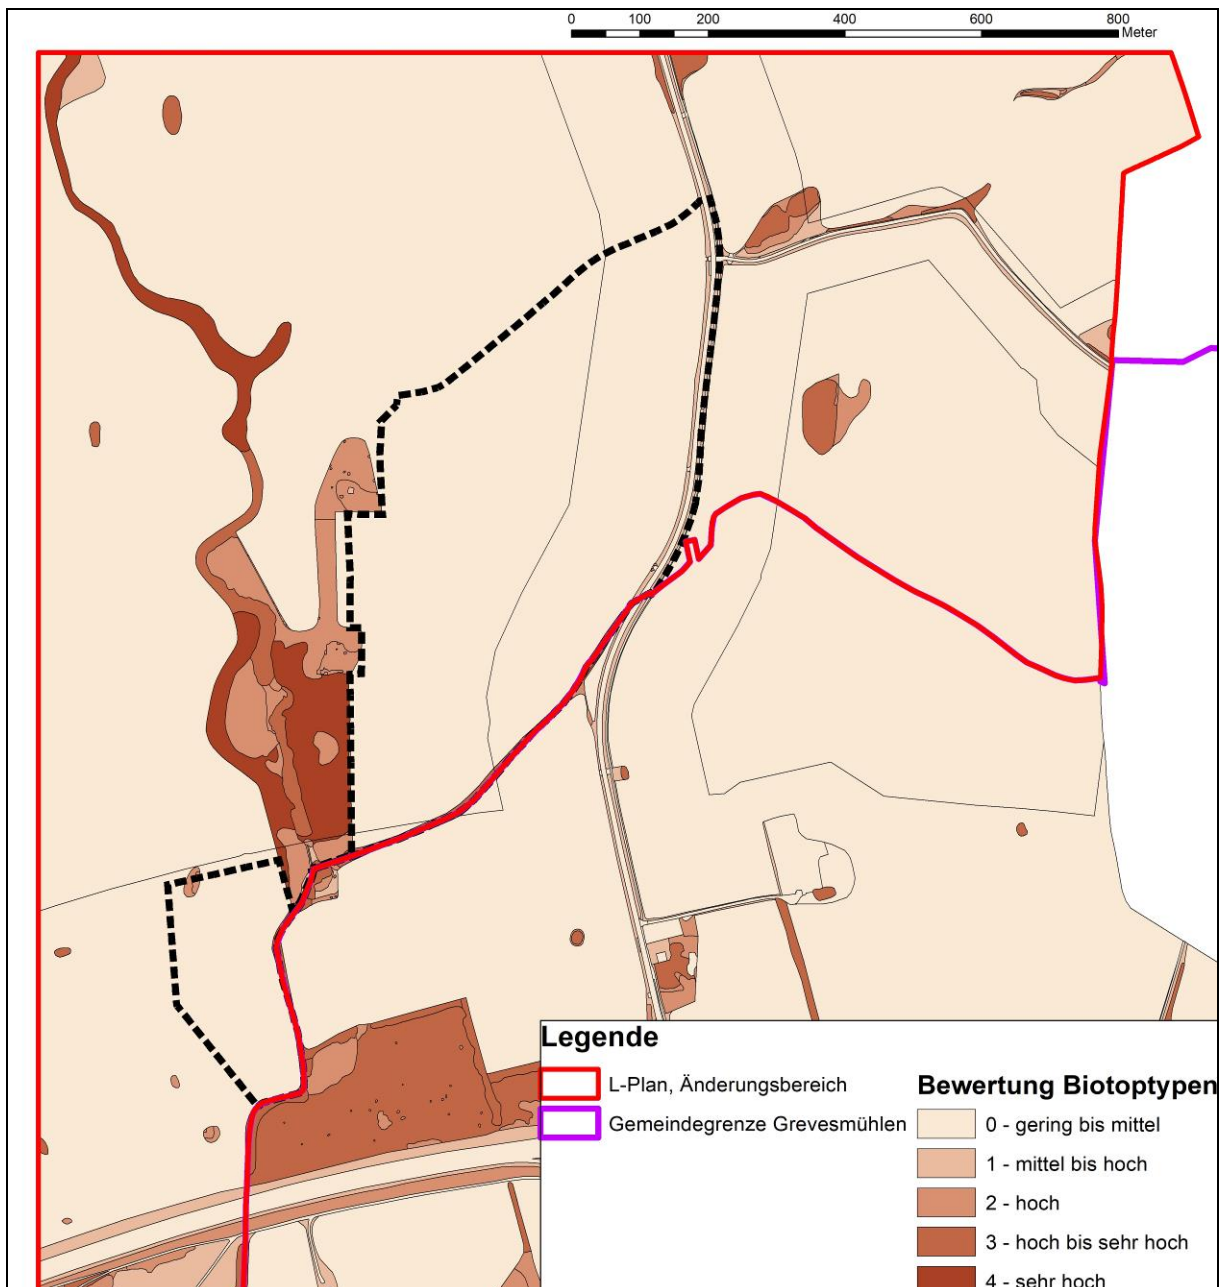 0 100 200 400 600 800
Meter
Legende
L-Plan, Änderungsbereich
Gemeindegrenze Grevesmühlen
Bewertung Biotoptypen
0 - gering bis mittel
1 - mittel bis hoch
2 - hoch
3 - hoch bis sehr hoch
4 - sehr hoch